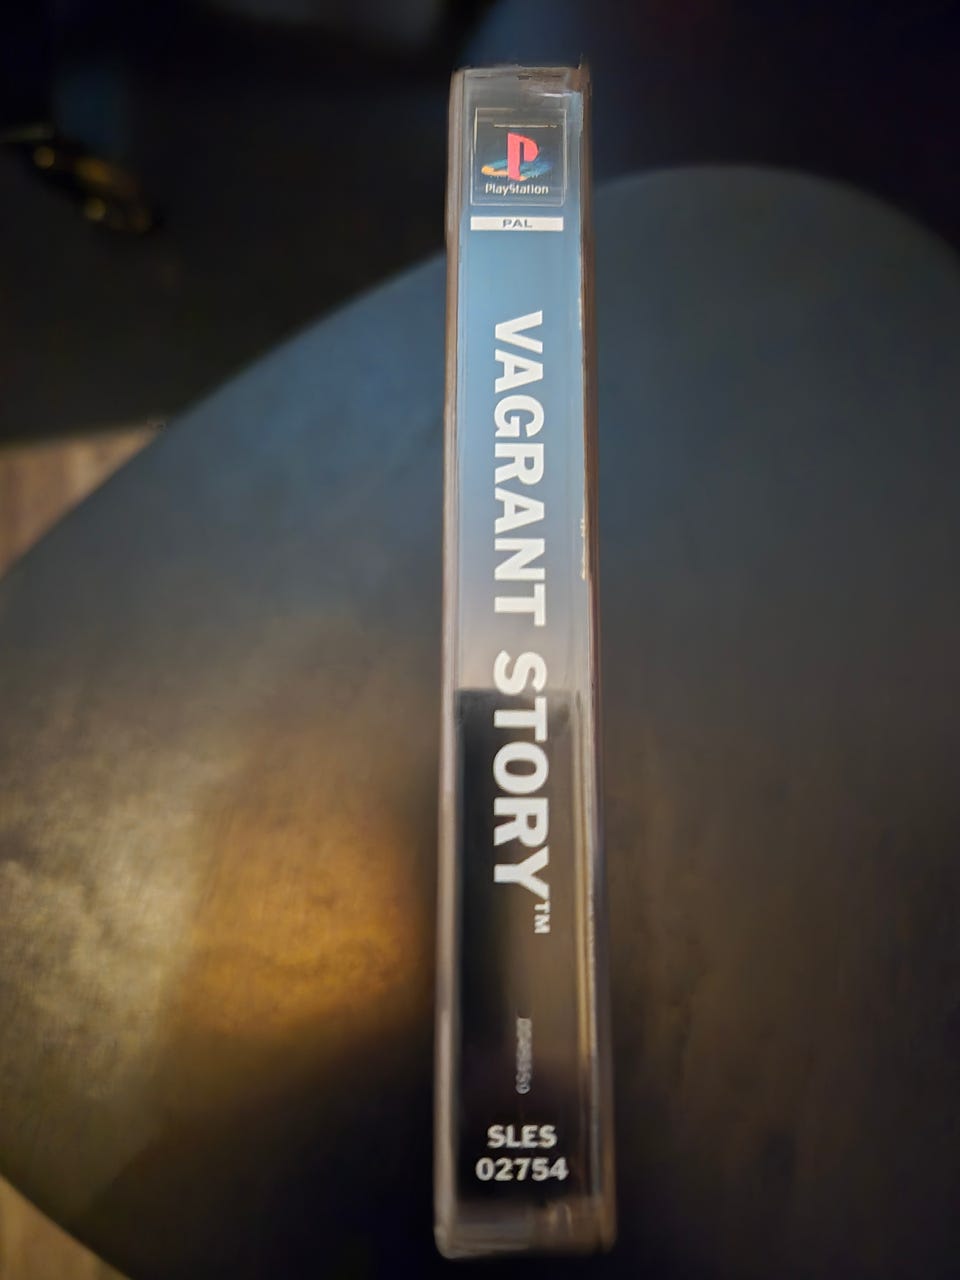 PlayStation
PAL
VAGRANT STORY™
SLES
02754